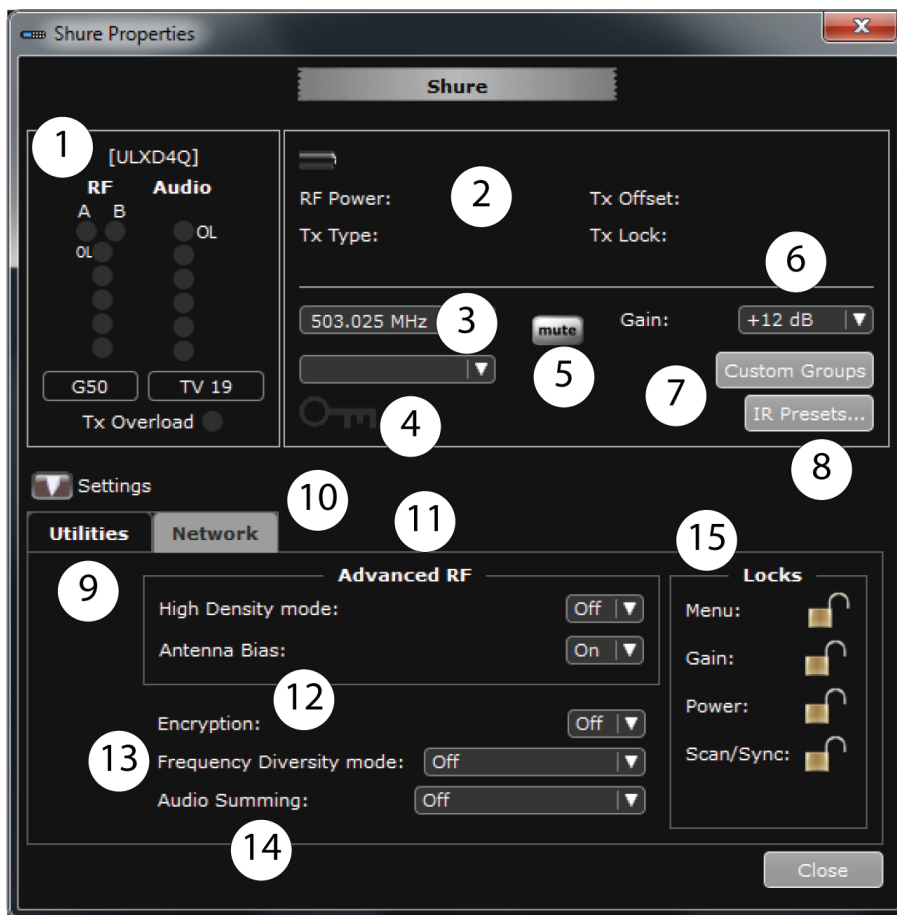 Shure Properties
X
Shure
1
[ULXD4Q]
RF Audio
A B
OL
OL
G50 TV 19
Tx Overload
2
RF Power: Tx Offset:
Tx Type: Tx Lock:
6
503.025 MHz 3 mute Gain: +12 dB
5
7 Custom Groups
4 IR Presets...
8
Settings
10
11
Utilities Network
15
9
Advanced RF
High Density mode: Off
Antenna Bias: On
12
Encryption: Off
13 Frequency Diversity mode: Off
Audio Summing: Off
14
Locks
Menu:
Gain:
Power:
Scan/Sync:
Close